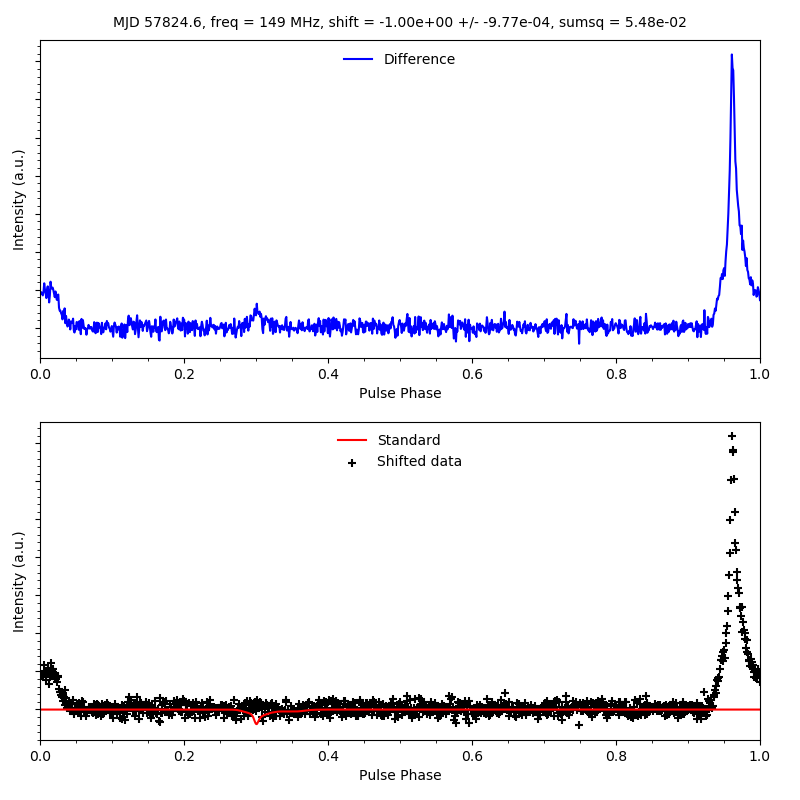 MJD 57824.6, freq = 149 MHz, shift = -1.00e+00 +/- -9.77e-04, sumsq = 5.48e-02
Difference
Intensity (a.u.)
0.0 0.2 0.4 0.6 0.8 1.0
Pulse Phase
Standard
Shifted data
Intensity (a.u.)
0.0 0.2 0.4 0.6 0.8 1.0
Pulse Phase